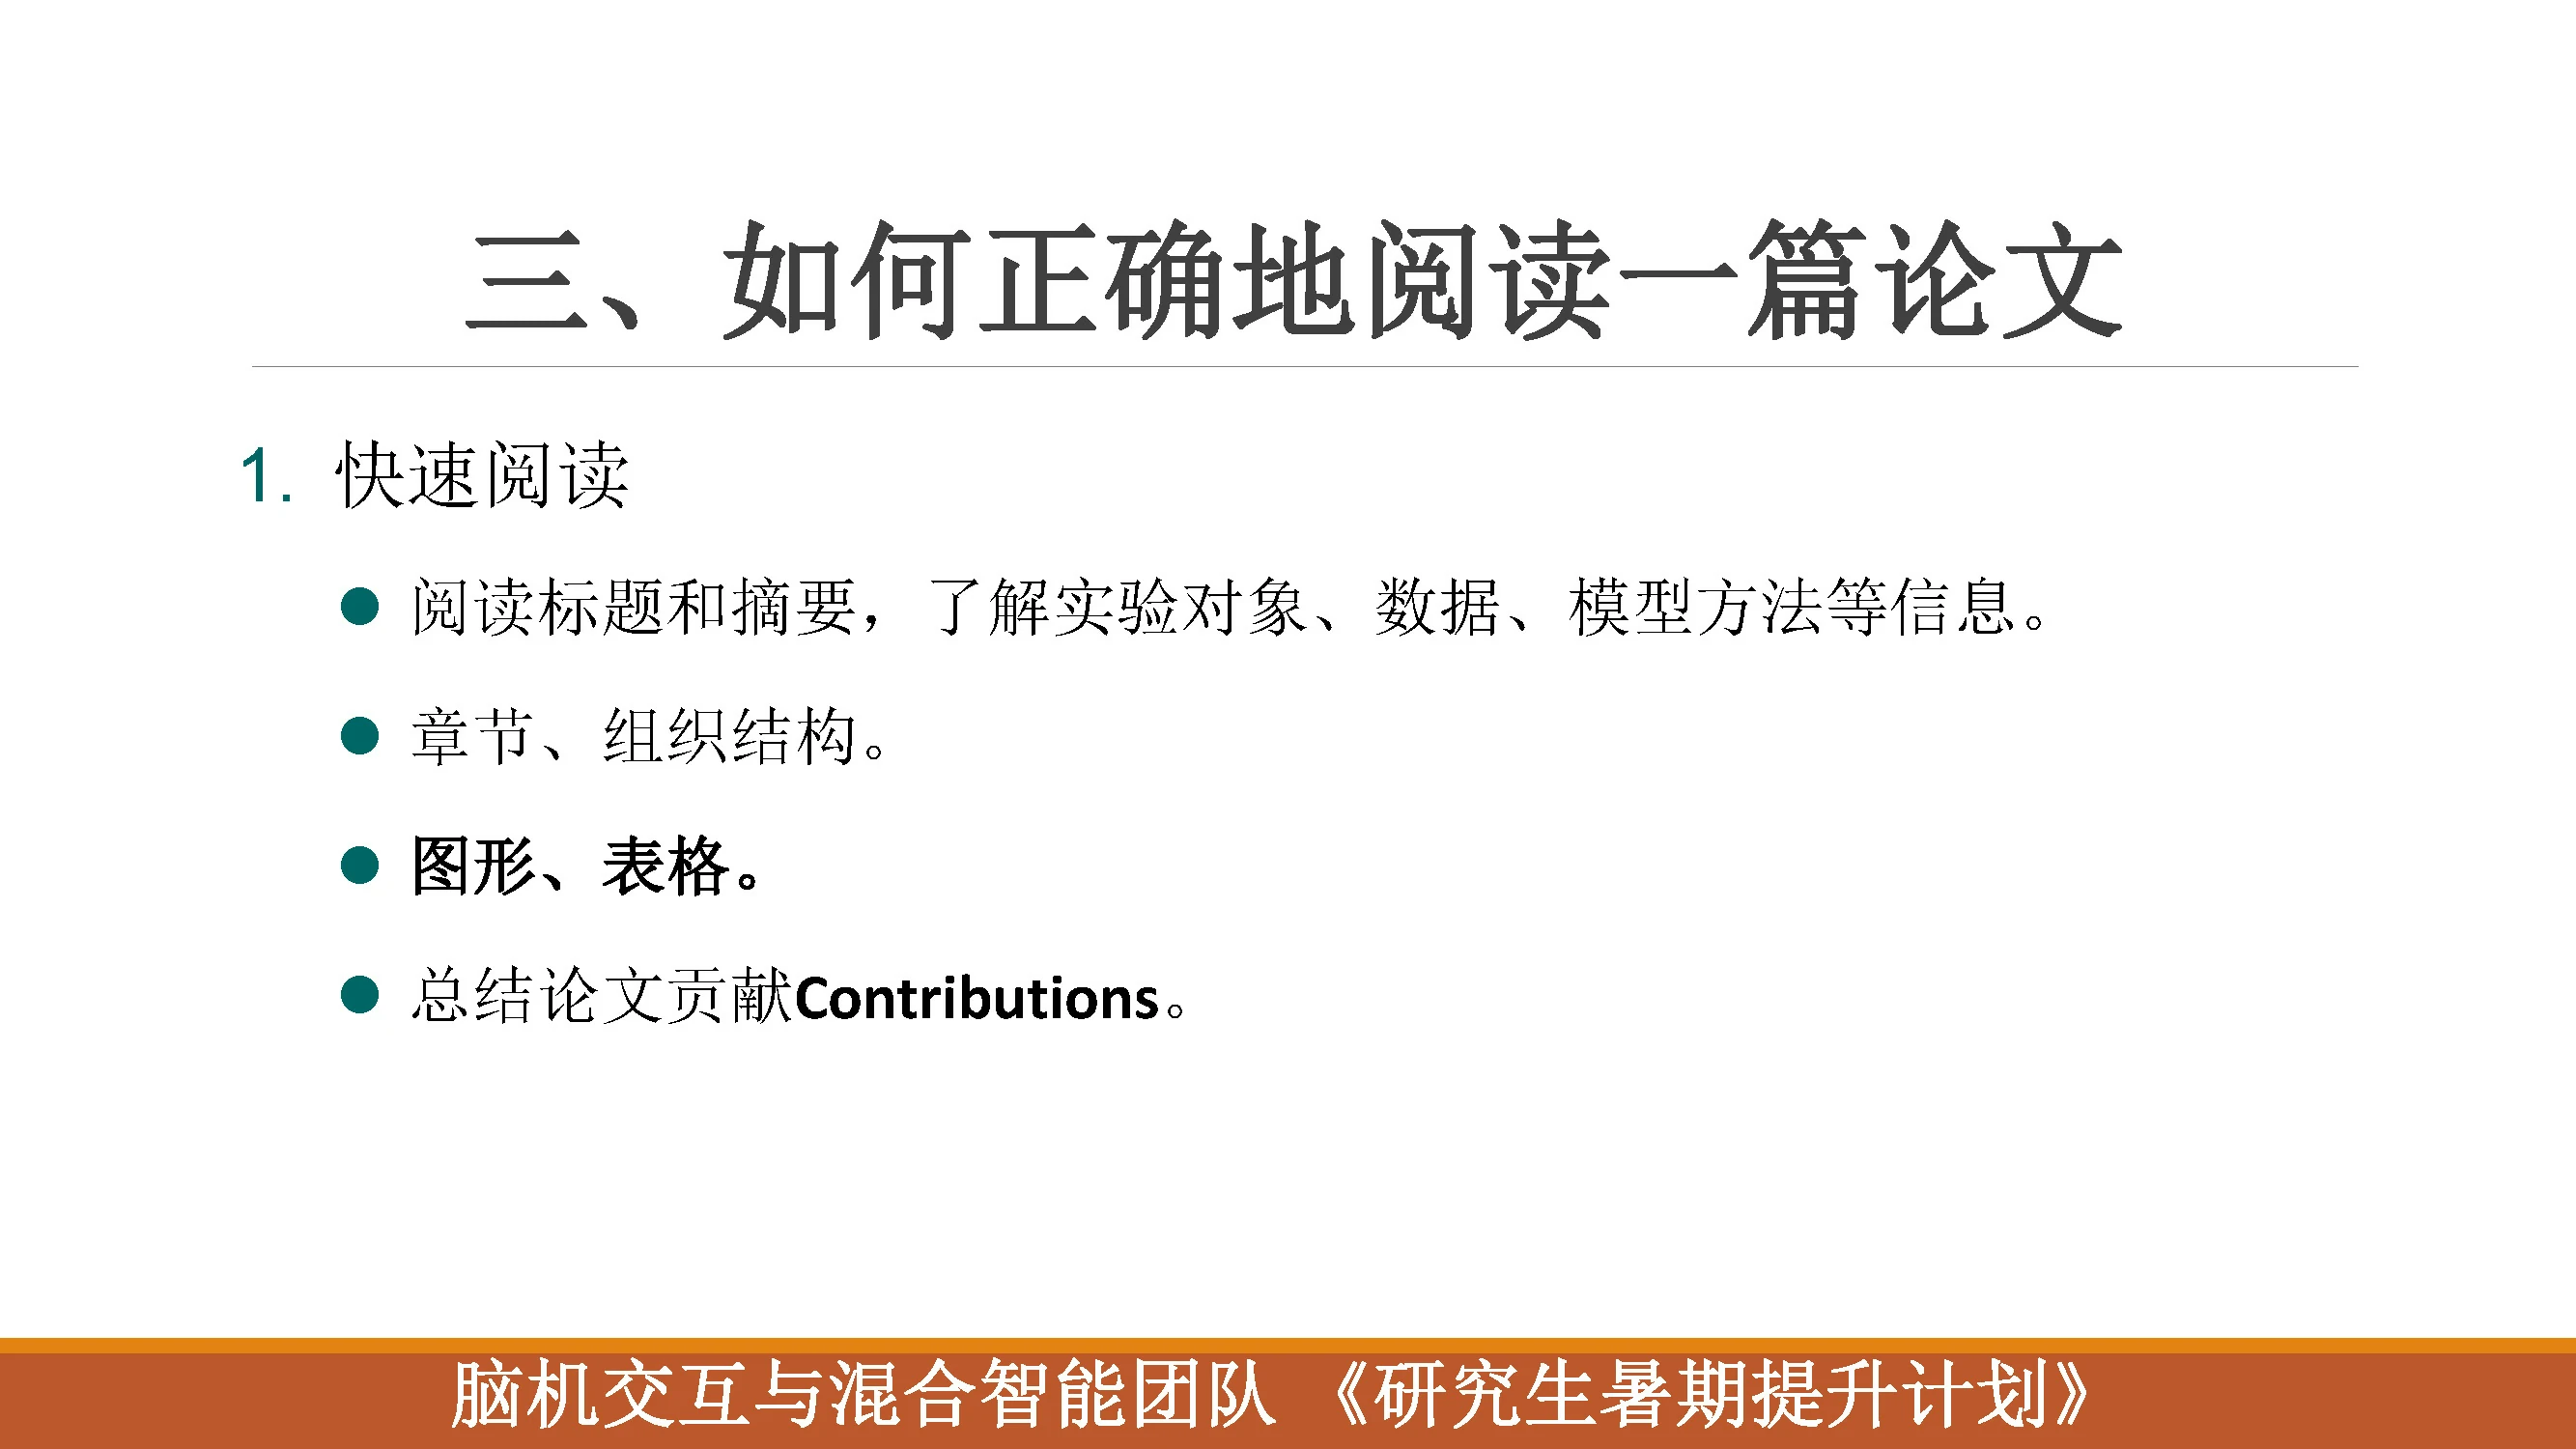 三、如何正确地阅读一篇论文
1. 快速阅读
● 阅读标题和摘要，了解实验对象、数据、模型方法等信息。
● 章节、组织结构。
● 图形、表格。
● 总结论文贡献Contributions。
脑机交互与混合智能团队 《研究生暑期提升计划》